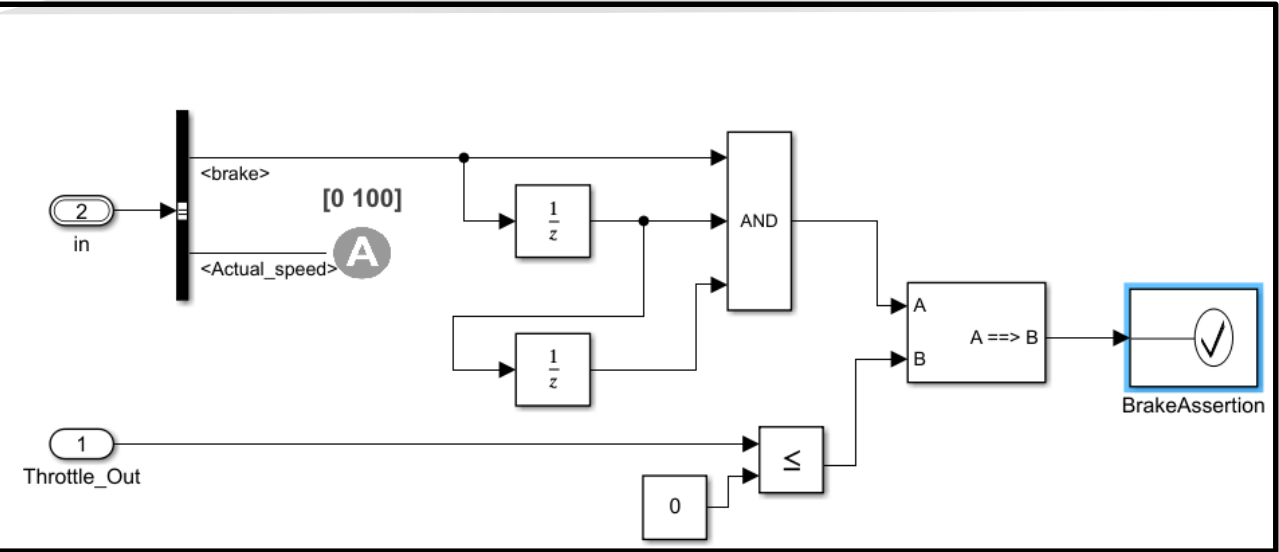 <brake>
[0 100]
2
in
A
<Actual_speed>
1
z
AND
1
z
A
A ==> B
B
BrakeAssertion
1
Throttle_Out
≤
0